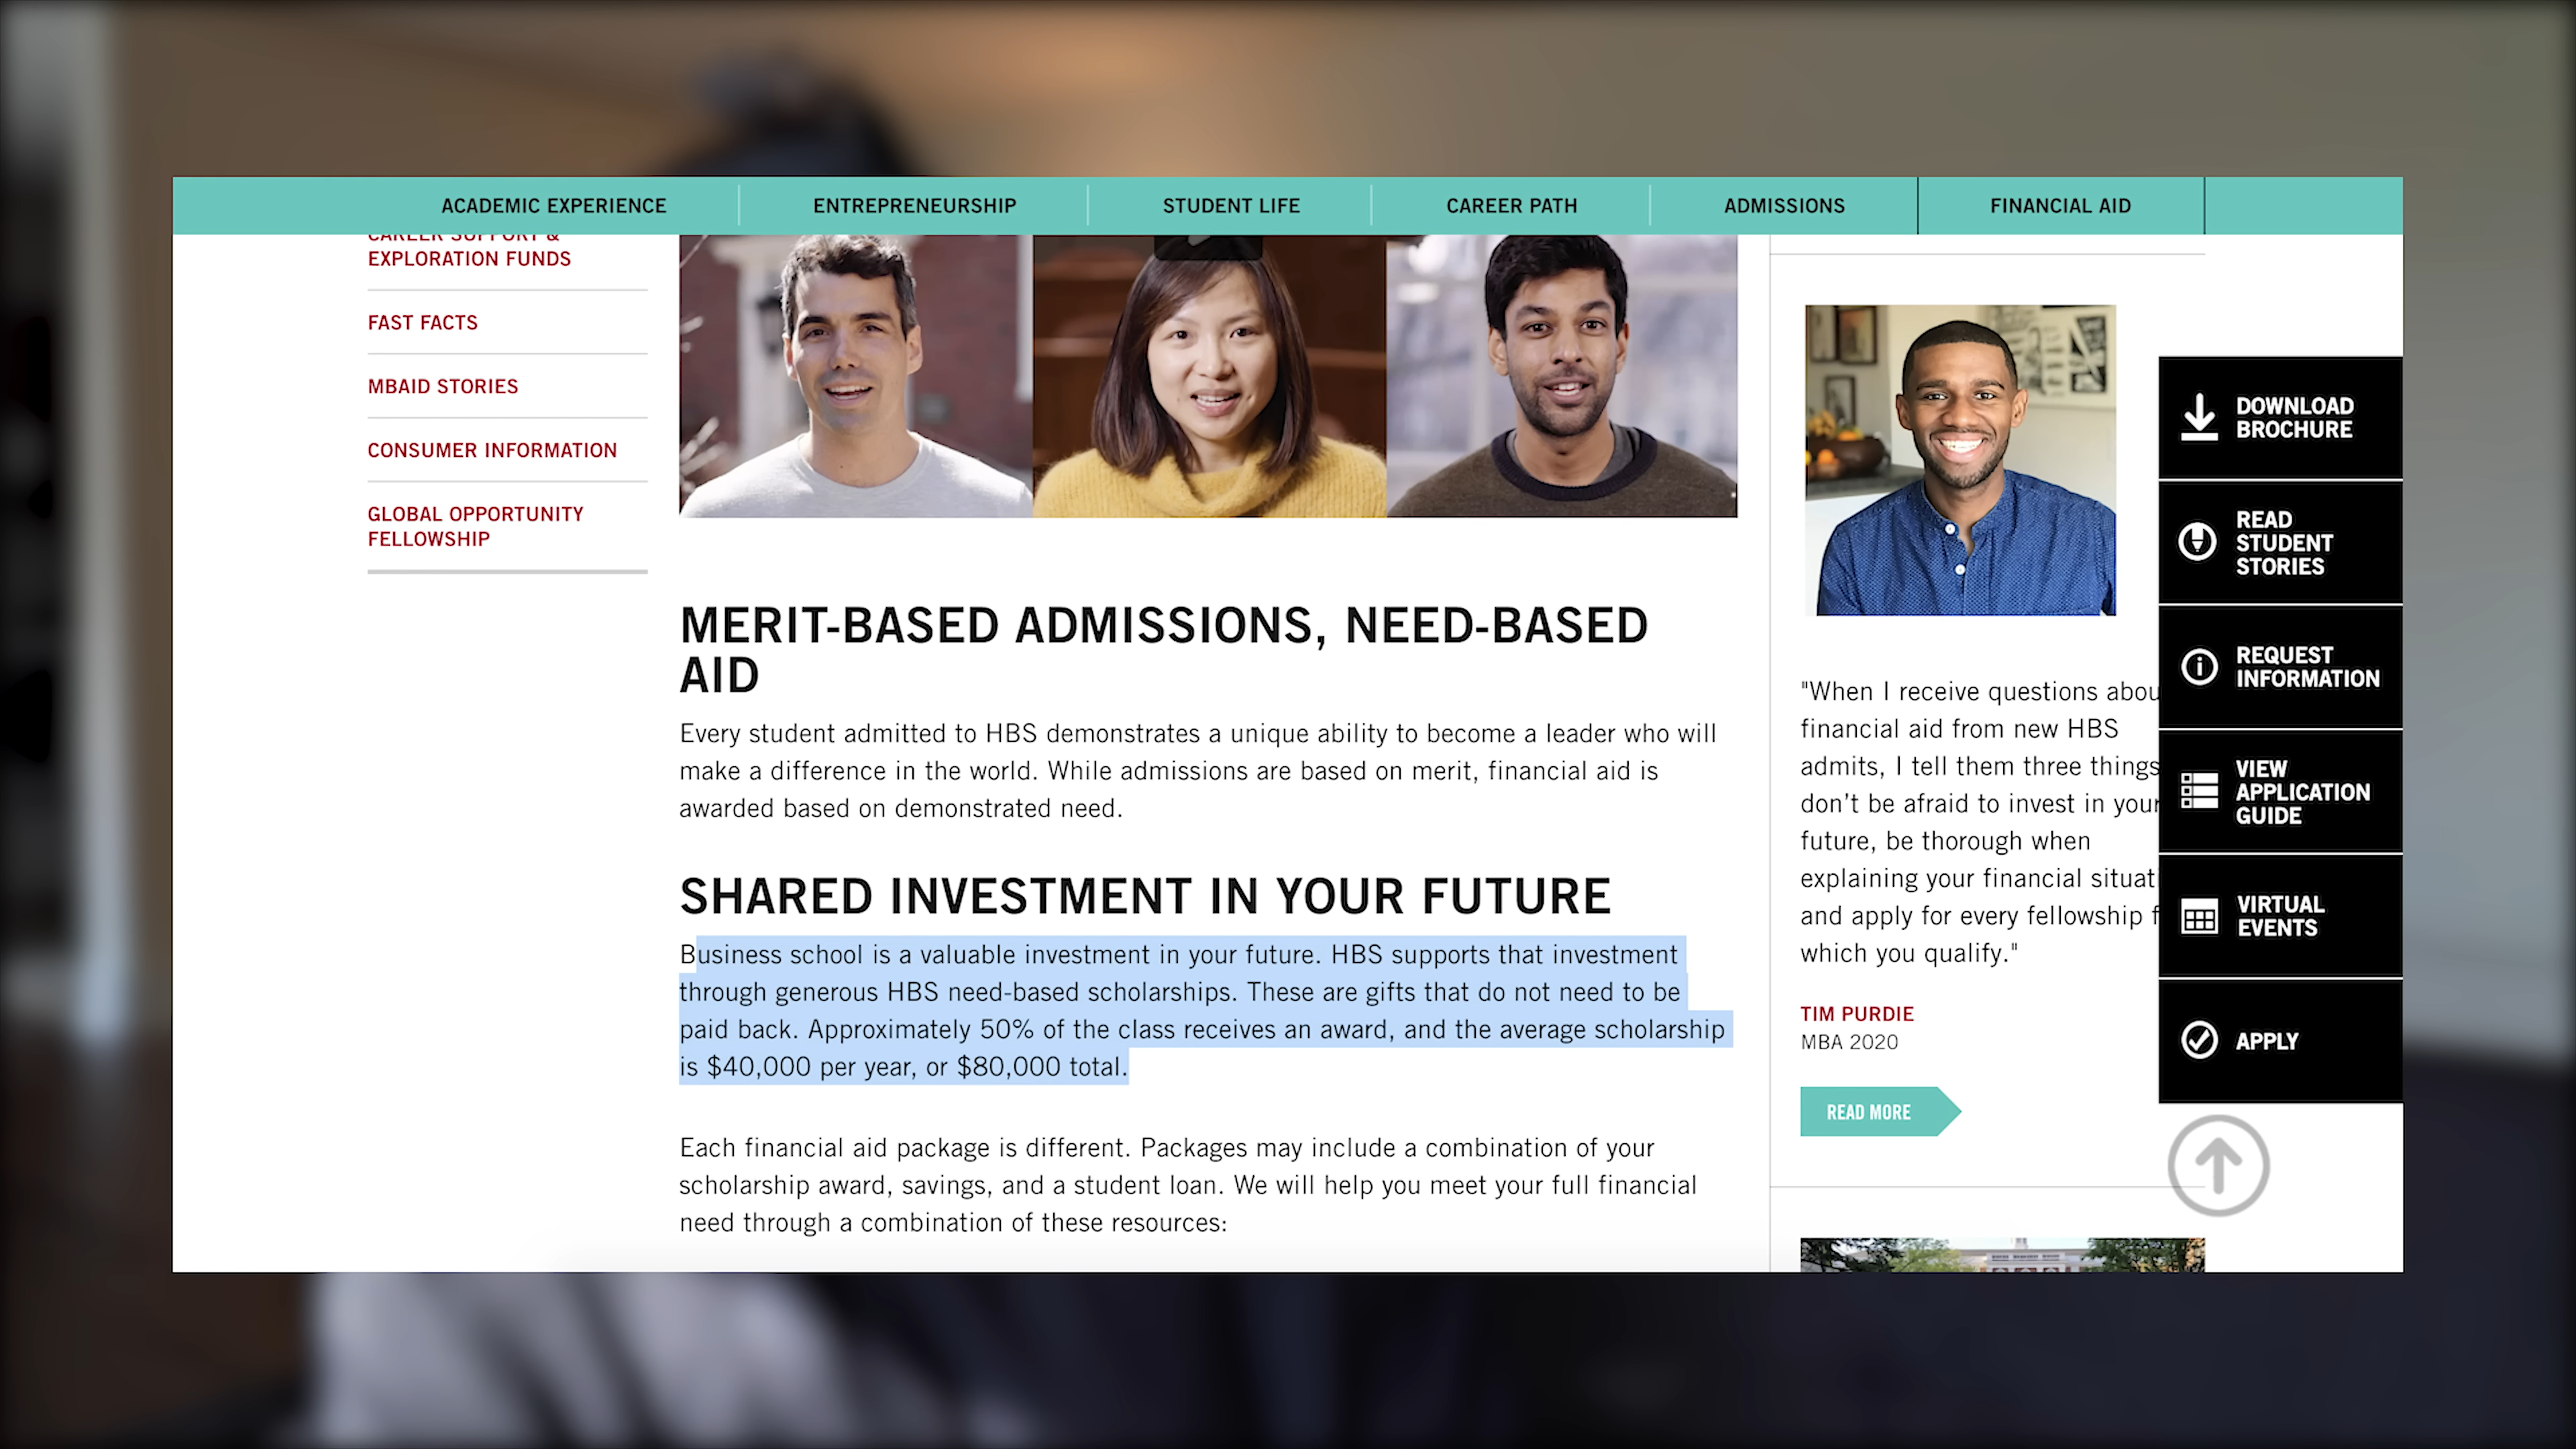 ACADEMIC EXPERIENCE
ENTREPRENEURSHIP
STUDENT LIFE
CAREER PATH
ADMISSIONS
FINANCIAL AID
CAREER SUPPORT &
EXPLORATION FUNDS
FAST FACTS
MBAID STORIES
CONSUMER INFORMATION
GLOBAL OPPORTUNITY
FELLOWSHIP
MERIT-BASED ADMISSIONS, NEED-BASED
AID
Every student admitted to HBS demonstrates a unique ability to become a leader who will
make a difference in the world. While admissions are based on merit, financial aid is
awarded based on demonstrated need.
SHARED INVESTMENT IN YOUR FUTURE
Business school is a valuable investment in your future. HBS supports that investment
through generous HBS need-based scholarships. These are gifts that do not need to be
paid back. Approximately 50% of the class receives an award, and the average scholarship
is $40,000 per year, or $80,000 total.
Each financial aid package is different. Packages may include a combination of your
scholarship award, savings, and a student loan. We will help you meet your full financial
need through a combination of these resources:
"When I receive questions abou
financial aid from new HBS
admits, I tell them three things
don't be afraid to invest in your
future, be thorough when
explaining your financial situati
and apply for every fellowship f
which you qualify."
TIM PURDIE
MBA 2020
READ MORE
DOWNLOAD
BROCHURE
READ
STUDENT
STORIES
REQUEST
INFORMATION
VIEW
APPLICATION
GUIDE
VIRTUAL
EVENTS
APPLY